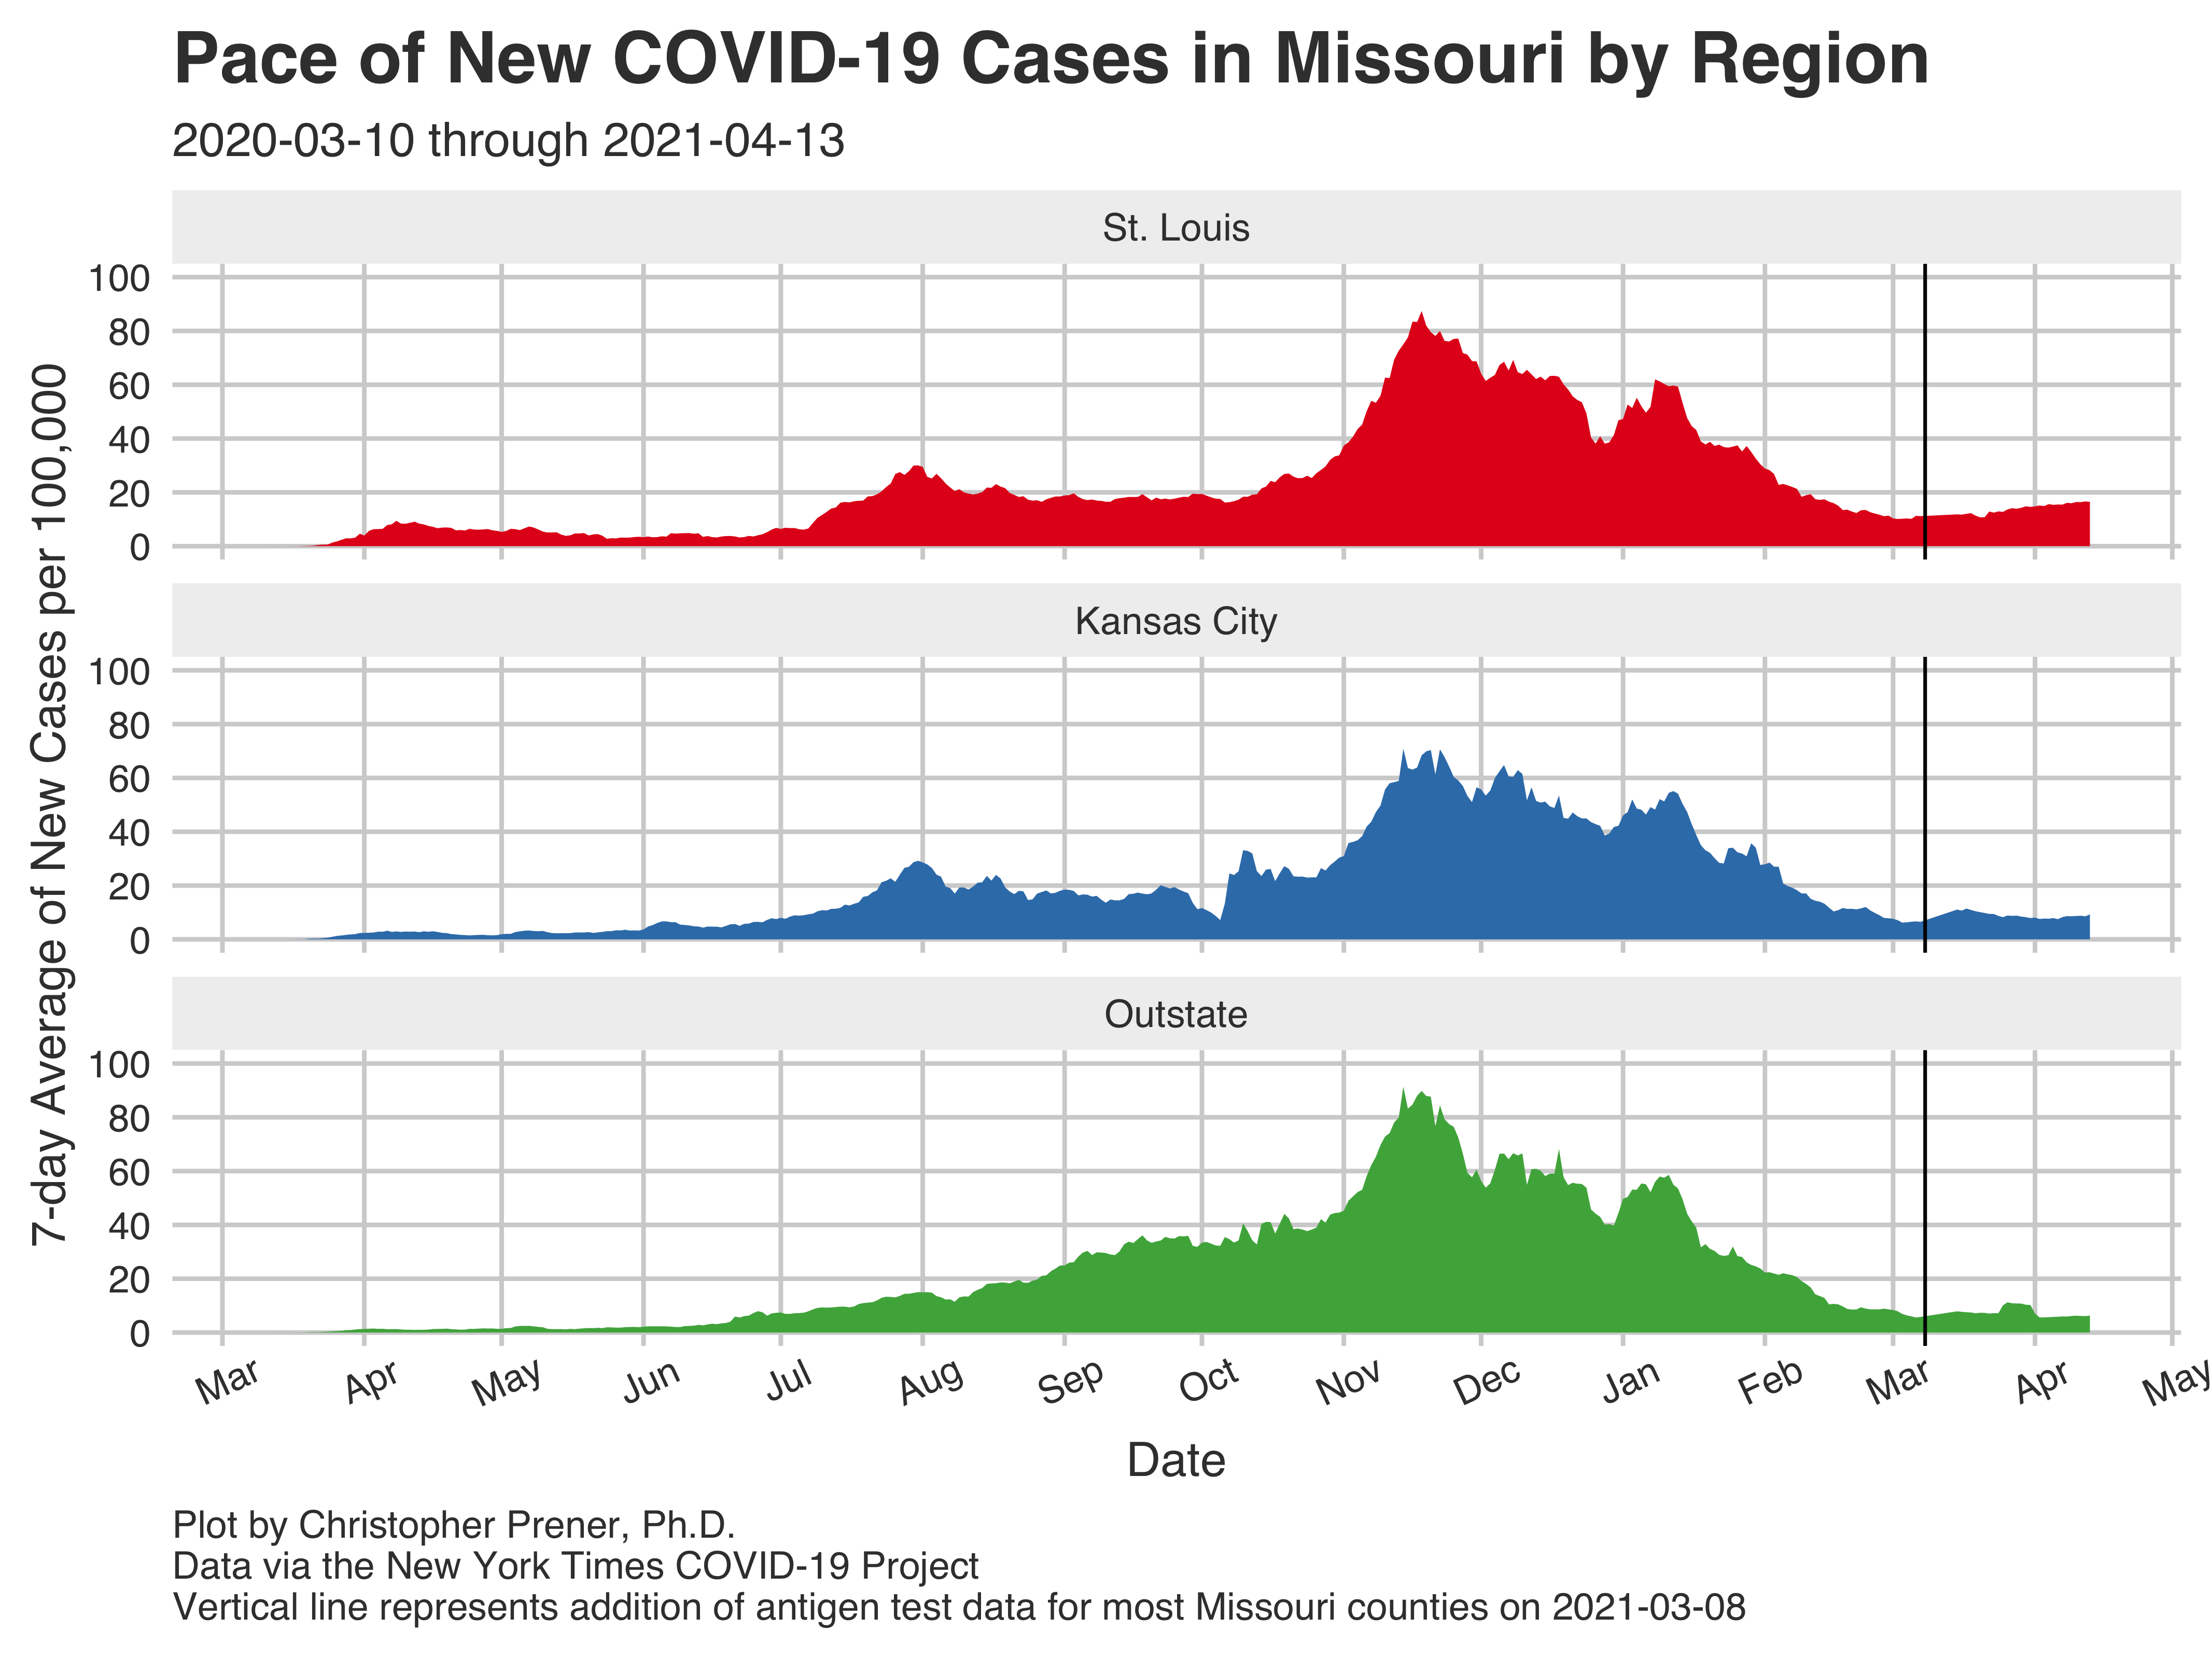 Pace of New COVID-19 Cases in Missouri by Region
2020-03-10 through 2021-04-13
7-day Average of New Cases per 100,000
St. Louis
100
80
60
40
20
0
Kansas City
100
80
60
40
20
0
Outstate
100
80
60
40
20
0
Mar Apr May Jun Jul Aug Sep Oct Nov Dec Jan Feb Mar Apr May
Date
Plot by Christopher Prener, Ph.D.
Data via the New York Times COVID-19 Project
Vertical line represents addition of antigen test data for most Missouri counties on 2021-03-08